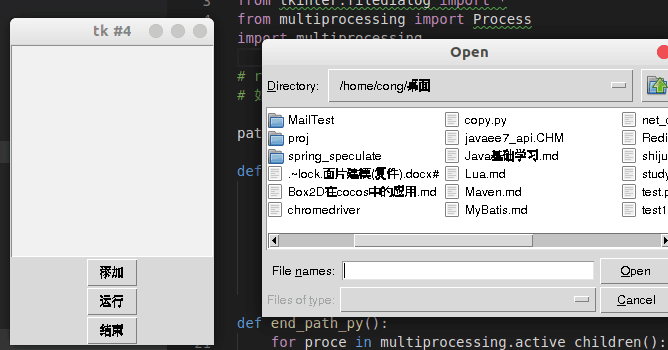 3
from tkinter.filedialog import *
from multiprocessing import Process
import multiprocessing
tk #4
Open
Directory: /home/cong/桌面
MailTest
proj
spring_speculate
.~lock.面片建模(复件).docx#
Box2D在cocos中的应用.md
chromedriver
copy.py
javaee7_api.CHM
Java基础学习.md
Lua.md
Maven.md
MyBatis.md
net_c
Redi
shiju
study
test.p
test1
File names:
Open
Files of type:
Cancel
添加
运行
结束
pat
def
def end_path_py():
21
for proce in multiprocessing.active_children():